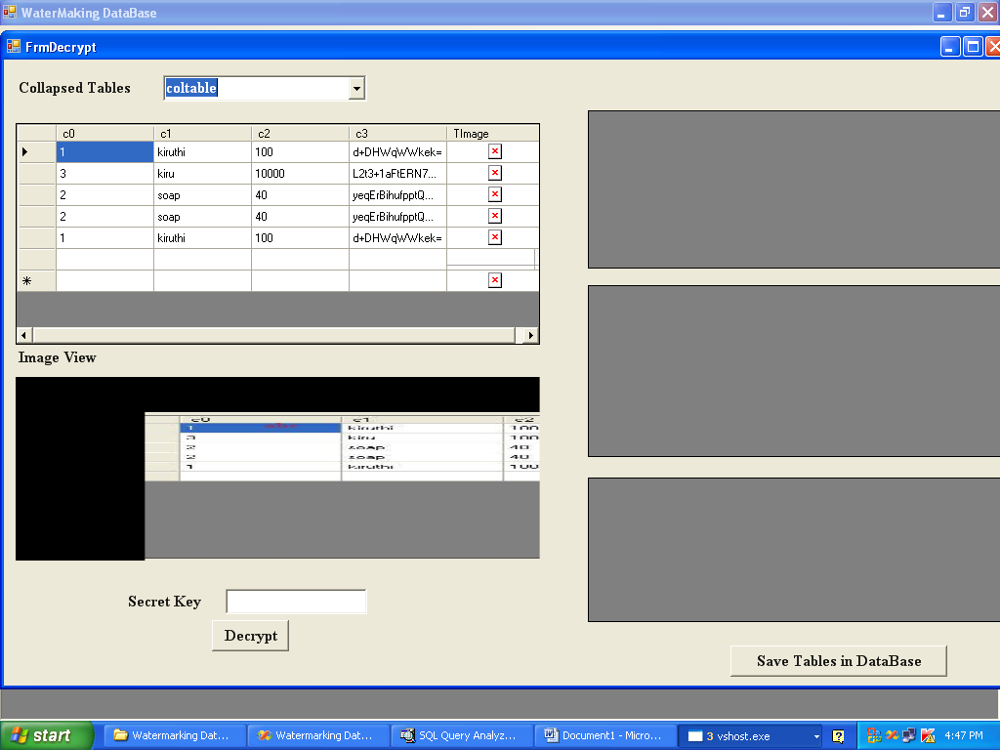 WaterMaking DataBase
FrmDecrypt
Collapsed Tables coltable
c0 c1 c2 c3 TImage
1 kiruthi 100 d+DHWqWWkek=
3 kiru 10000 L2t3+1aFtERN7...
2 soap 40 yeqErBihufpptQ...
2 soap 40 yeqErBihufpptQ...
1 kiruthi 100 d+DHWqWWkek=
Image View
c0 c1 c2
1 kiruthi 100
3 kiru 100
2 soap 40
2 soap 40
1 kiruthi 100
Secret Key
Decrypt
Save Tables in DataBase
start Watermarking Dat... Watermarking Dat... SQL Query Analyz... Document1 - Micro... 3 vshost.exe 4:47 PM